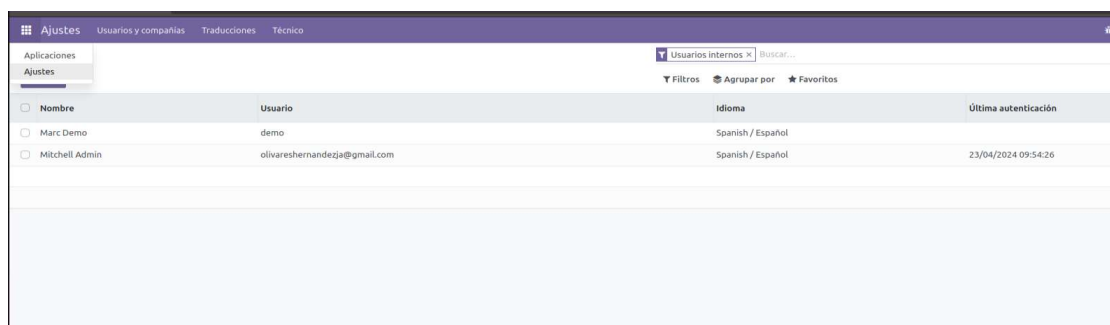 Ajustes Usuarios y compañías Traducciones Técnico
Aplicaciones
Ajustes
Usuarios internos × Buscar...
Filtros Agrupar por Favoritos
Nombre Usuario Idioma Última autenticación
Marc Demo demo Spanish / Español
Mitchell Admin olivareshernandezja@gmail.com Spanish / Español 23/04/2024 09:54:26